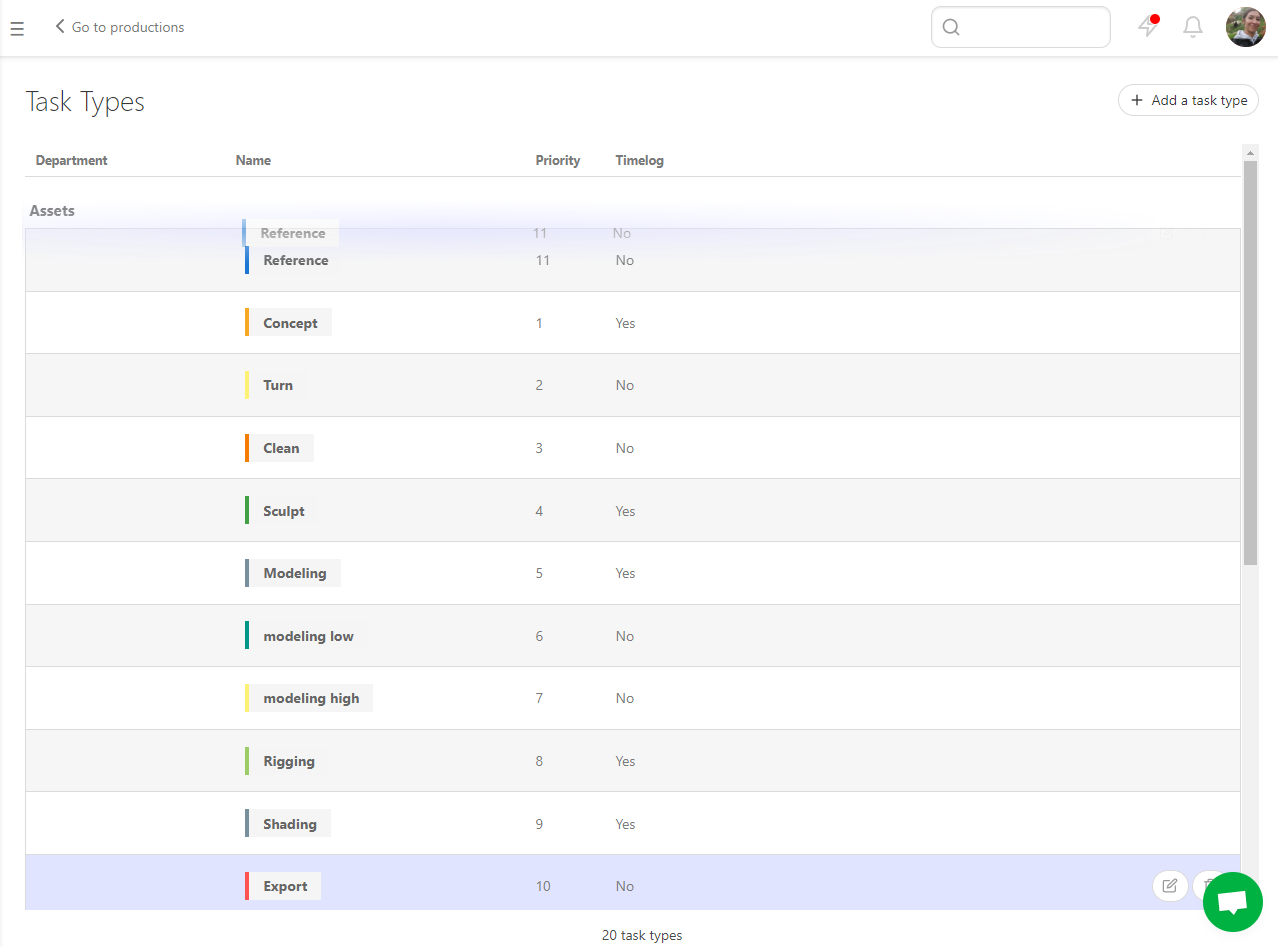 Go to productions
Task Types
Add a task type
Department Name Priority Timelog
Assets
Reference 11 No
Reference 11 No
Concept 1 Yes
Turn 2 No
Clean 3 No
Sculpt 4 Yes
Modeling 5 Yes
modeling low 6 No
modeling high 7 No
Rigging 8 Yes
Shading 9 Yes
Export 10 No
20 task types